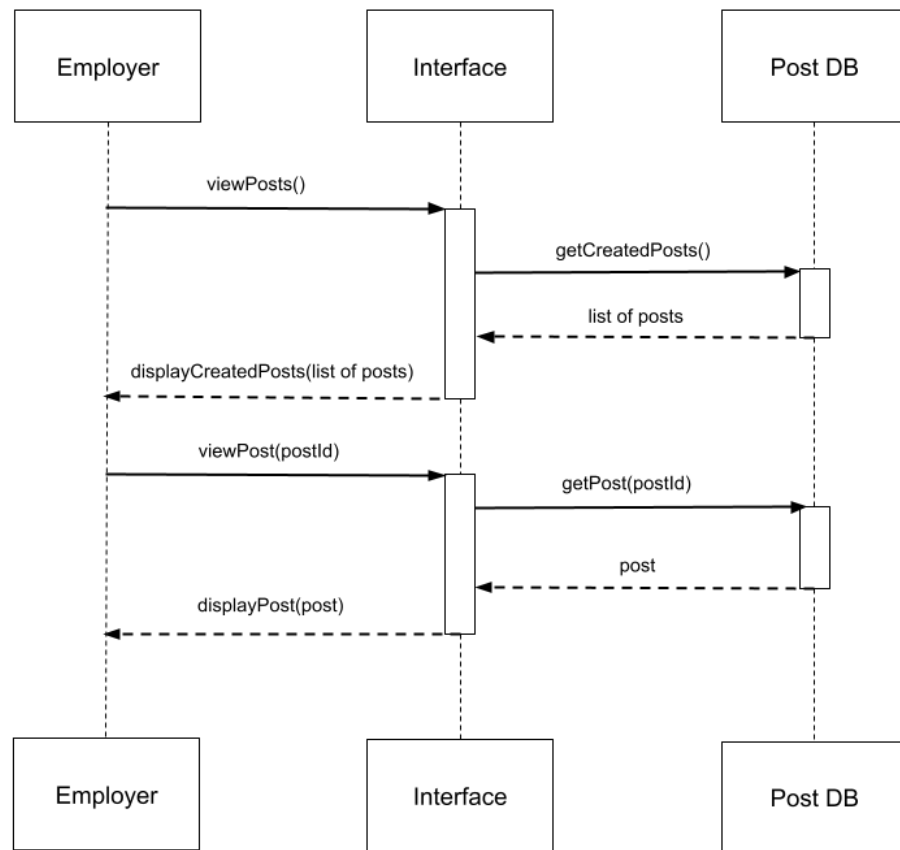 Employer
Interface
Post DB
viewPosts()
getCreatedPosts()
list of posts
displayCreatedPosts(list of posts)
viewPost(postId)
getPost(postId)
post
displayPost(post)
Employer
Interface
Post DB